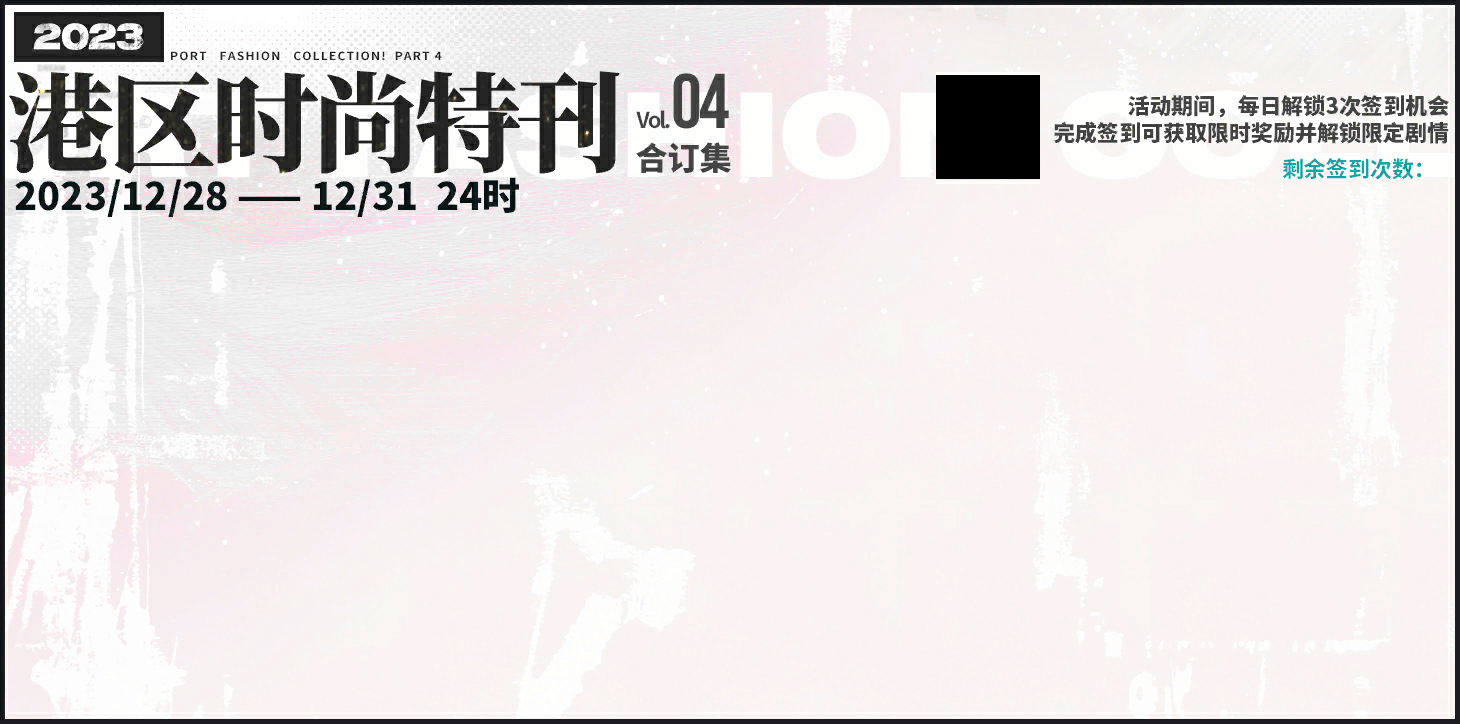 2023
PORT FASHION COLLECTION! PART 4
港区时尚特刊
Vol.04
合订集
2023/12/28 —— 12/31 24时
活动期间，每日解锁3次签到机会
完成签到可获取限时奖励并解锁限定剧情
剩余签到次数：